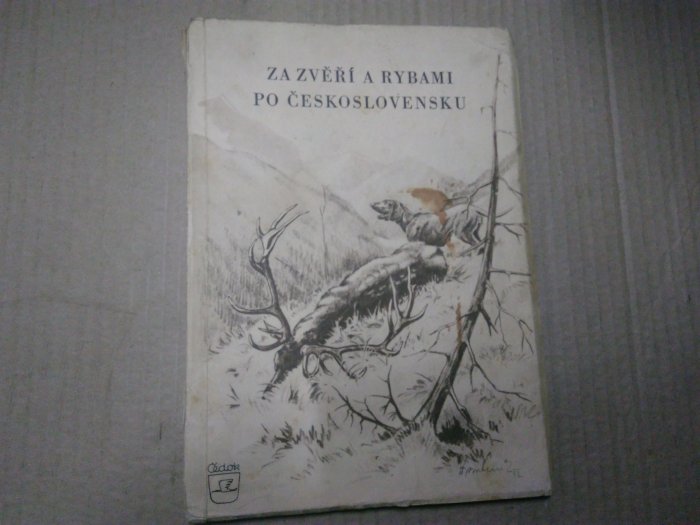 ZA ZVĚŘÍ A RYBAMI
PO ČESKOSLOVENSKU
Čedok